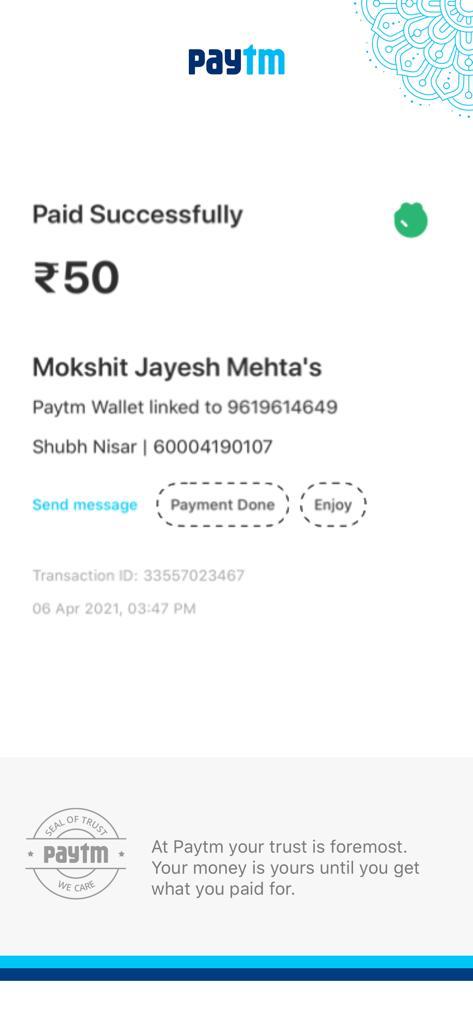 paytm
Paid Successfully
₹50
Mokshit Jayesh Mehta's
Paytm Wallet linked to 9619614649
Shubh Nisar | 60004190107
Send message Payment Done Enjoy
Transaction ID: 33557023467
06 Apr 2021, 03:47 PM
SEAL OF TRUST
paytm
WE CARE
At Paytm your trust is foremost.
Your money is yours until you get
what you paid for.